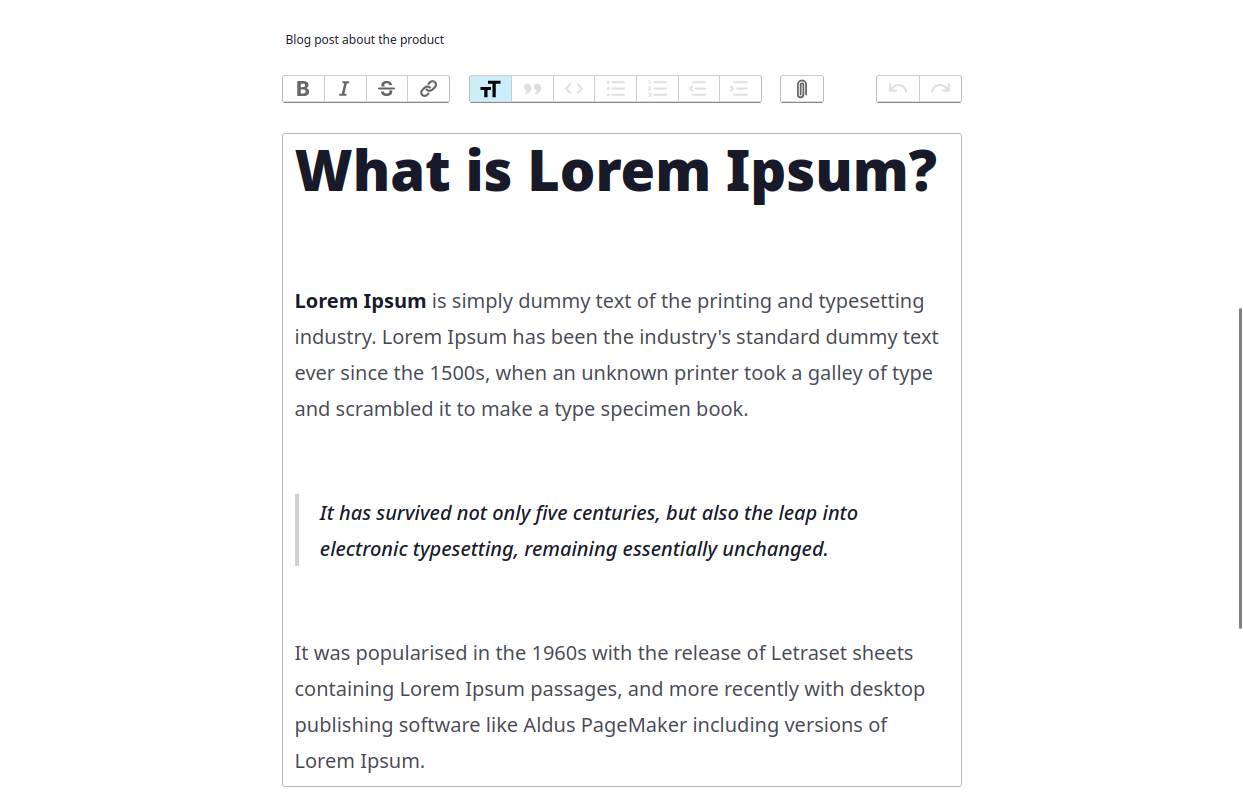 Blog post about the product
What is Lorem Ipsum?
Lorem Ipsum is simply dummy text of the printing and typesetting
industry. Lorem Ipsum has been the industry's standard dummy text
ever since the 1500s, when an unknown printer took a galley of type
and scrambled it to make a type specimen book.
It has survived not only five centuries, but also the leap into
electronic typesetting, remaining essentially unchanged.
It was popularised in the 1960s with the release of Letraset sheets
containing Lorem Ipsum passages, and more recently with desktop
publishing software like Aldus PageMaker including versions of
Lorem Ipsum.